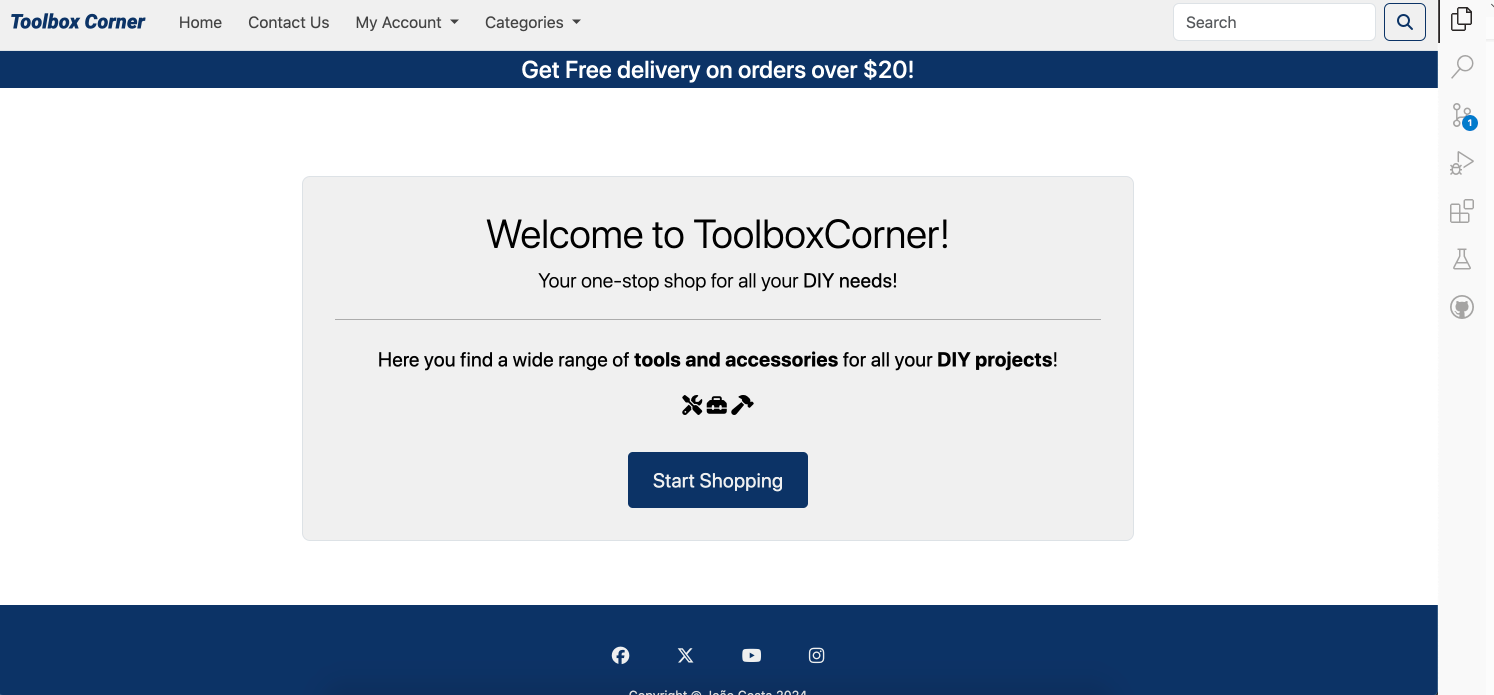 Toolbox Corner Home Contact Us My Account Categories Search
1
Get Free delivery on orders over $20!
Welcome to ToolboxCorner!
Your one-stop shop for all your DIY needs!
Here you find a wide range of tools and accessories for all your DIY projects!
Start Shopping
Copyright © João Costa 2024